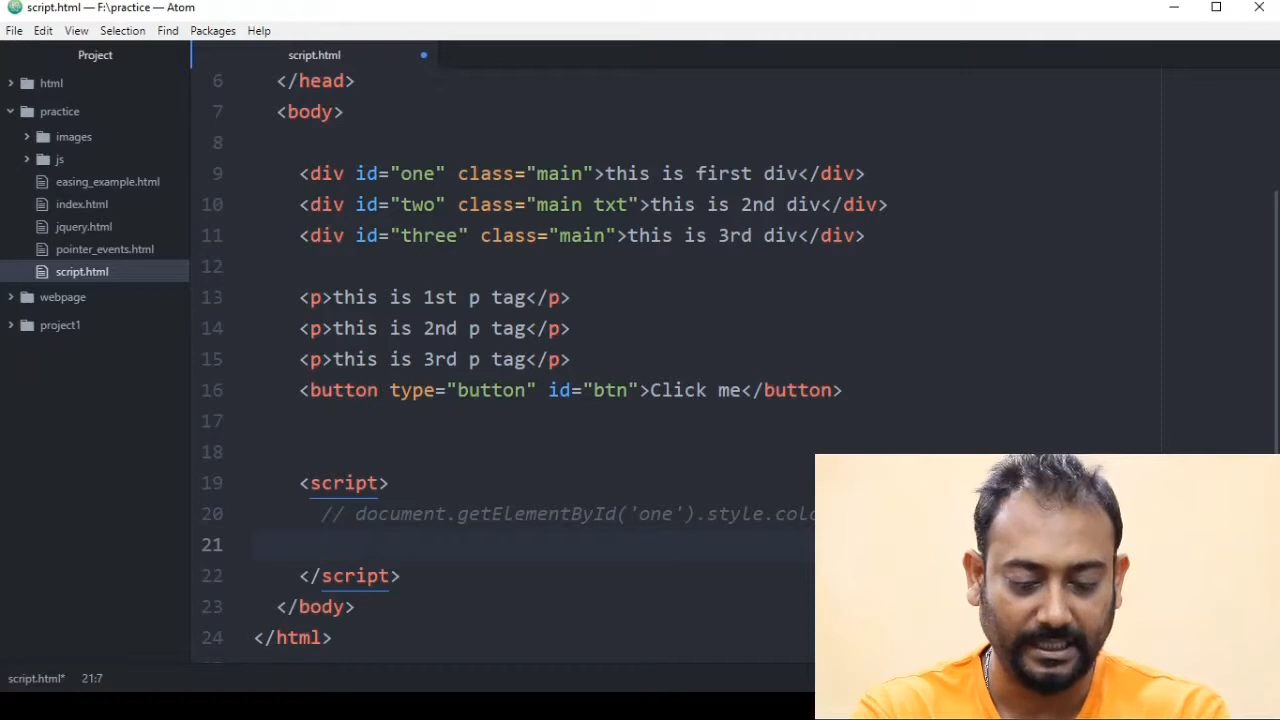 script.html — F:\practice — Atom
File Edit View Selection Find Packages Help
Project
script.html
html
practice
images
js
easing_example.html
index.html
jquery.html
pointer_events.html
script.html
webpage
project1
6 </head>
7 <body>
8
9 <div id="one" class="main">this is first div</div>
10 <div id="two" class="main txt">this is 2nd div</div>
11 <div id="three" class="main">this is 3rd div</div>
12
13 <p>this is 1st p tag</p>
14 <p>this is 2nd p tag</p>
15 <p>this is 3rd p tag</p>
16 <button type="button" id="btn">Click me</button>
17
18
19 <script>
20 // document.getElementById('one').style.colo
21
22 </script>
23 </body>
24 </html>
script.html* 21:7